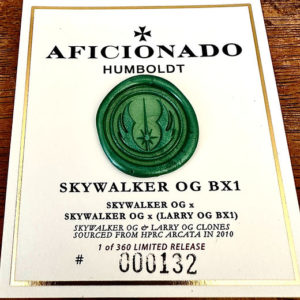 AFICIONADO
HUMBOLDT
SKYWALKER OG BX1
SKYWALKER OG x
SKYWALKER OG x (LARRY OG BX1)
SKYWALKER OG & LARRY OG CLONES
SOURCED FROM HPRC ARCATA IN 2010
1 of 360 LIMITED RELEASE
# 000132